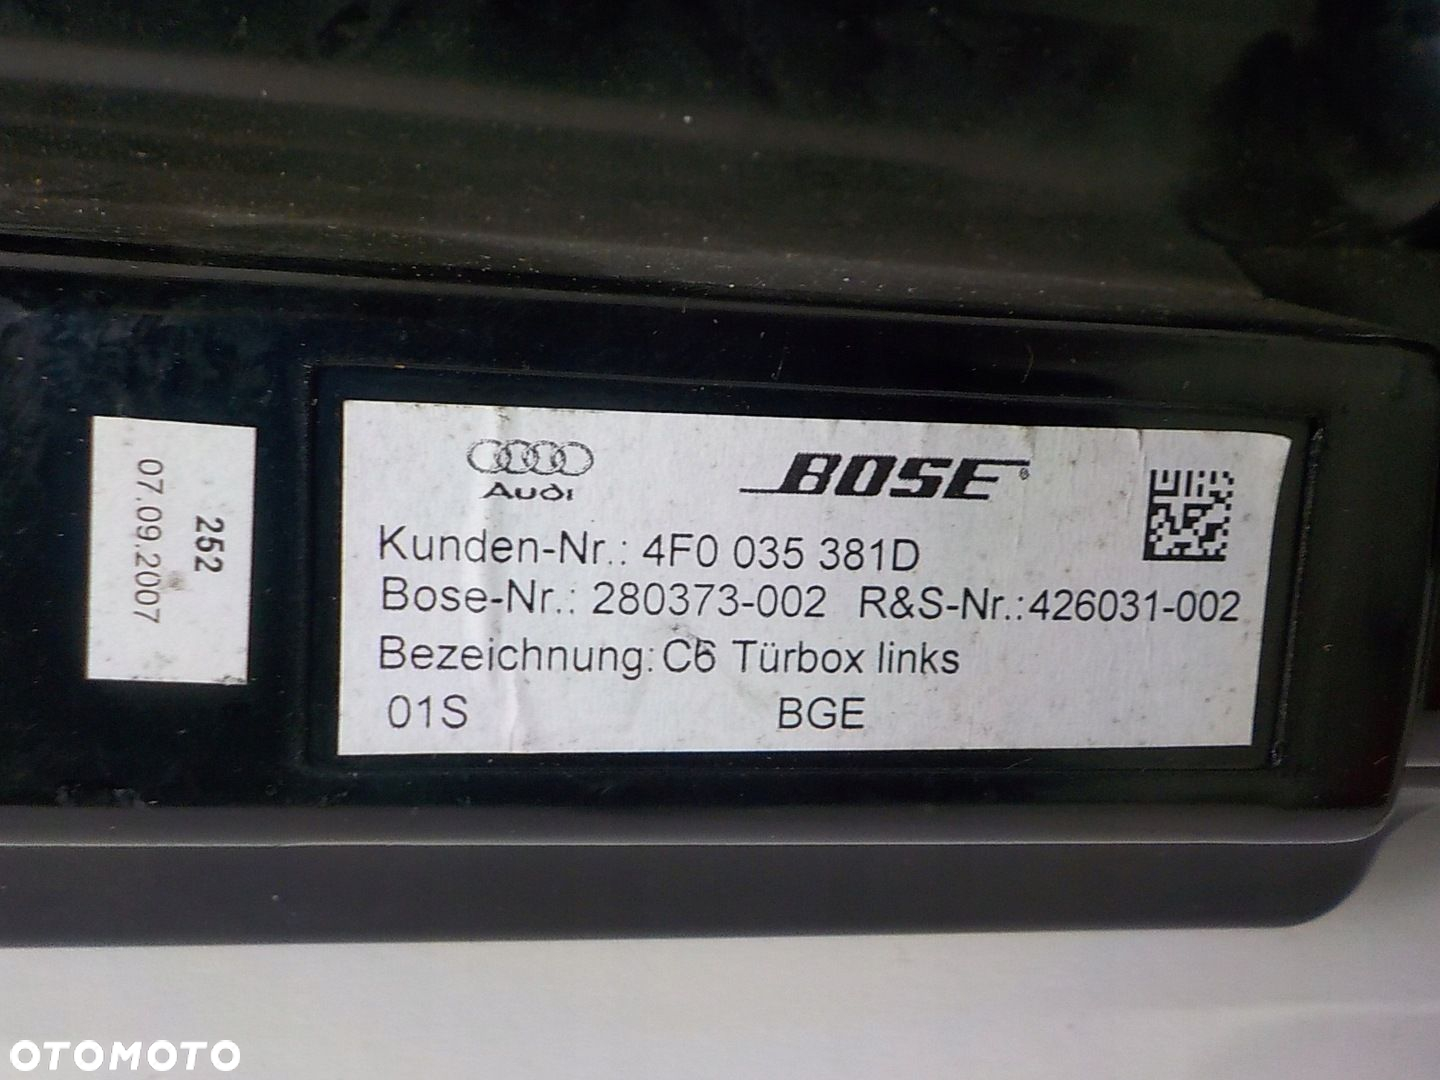 252
07.09.2007
Audi
BOSE®
Kunden-Nr.: 4F0 035 381D
Bose-Nr.: 280373-002 R&S-Nr.:426031-002
Bezeichnung: C6 Türbox links
01S BGE
OTOMOTO